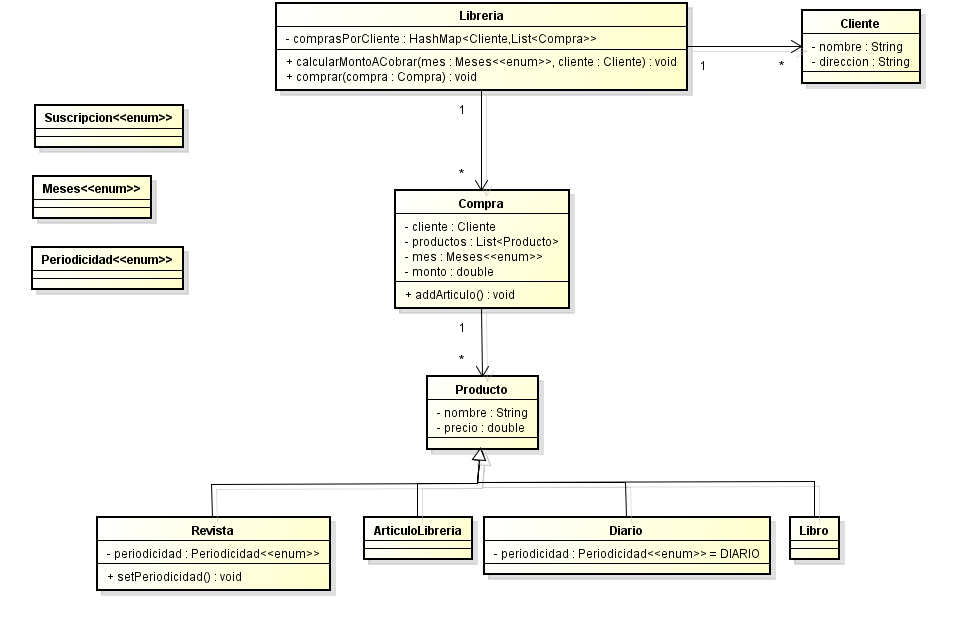 Libreria
- comprasPorCliente : HashMap<Cliente,List<Compra>>
+ calcularMontoACobrar(mes : Meses<<enum>>, cliente : Cliente) : void
+ comprar(compra : Compra) : void
Cliente
- nombre : String
- direccion : String
1
*
1
*
Suscripcion<<enum>>
Meses<<enum>>
Periodicidad<<enum>>
Compra
- cliente : Cliente
- productos : List<Producto>
- mes : Meses<<enum>>
- monto : double
+ addArticulo() : void
1
*
Producto
- nombre : String
- precio : double
Revista
- periodicidad : Periodicidad<<enum>>
+ setPeriodicidad() : void
ArticuloLibreria
Diario
- periodicidad : Periodicidad<<enum>> = DIARIO
Libro